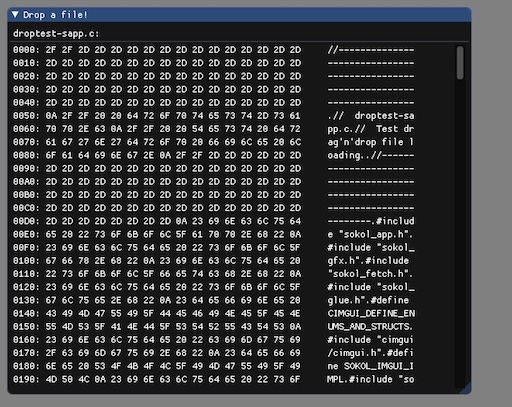 ▼ Drop a file!
droptest-sapp.c:
0000: 2F 2F 2D 2D 2D 2D 2D 2D 2D 2D 2D 2D 2D 2D 2D 2D //--------------
0010: 2D 2D 2D 2D 2D 2D 2D 2D 2D 2D 2D 2D 2D 2D 2D 2D ----------------
0020: 2D 2D 2D 2D 2D 2D 2D 2D 2D 2D 2D 2D 2D 2D 2D 2D ----------------
0030: 2D 2D 2D 2D 2D 2D 2D 2D 2D 2D 2D 2D 2D 2D 2D 2D ----------------
0040: 2D 2D 2D 2D 2D 2D 2D 2D 2D 2D 2D 2D 2D 2D 2D 2D ----------------
0050: 0A 2F 2F 20 20 64 72 6F 70 74 65 73 74 2D 73 61 .//  droptest-sa
0060: 70 70 2E 63 0A 2F 2F 20 20 54 65 73 74 20 64 72 pp.c.//  Test dr
0070: 61 67 27 6E 27 64 72 6F 70 20 66 69 6C 65 20 6C ag'n'drop file l
0080: 6F 61 64 69 6E 67 2E 0A 2F 2F 2D 2D 2D 2D 2D 2D oading..//------
0090: 2D 2D 2D 2D 2D 2D 2D 2D 2D 2D 2D 2D 2D 2D 2D 2D ----------------
00A0: 2D 2D 2D 2D 2D 2D 2D 2D 2D 2D 2D 2D 2D 2D 2D 2D ----------------
00B0: 2D 2D 2D 2D 2D 2D 2D 2D 2D 2D 2D 2D 2D 2D 2D 2D ----------------
00C0: 2D 2D 2D 2D 2D 2D 2D 2D 2D 2D 2D 2D 2D 2D 2D 2D ----------------
00D0: 2D 2D 2D 2D 2D 2D 2D 2D 0A 23 69 6E 63 6C 75 64 --------.#includ
00E0: 65 20 22 73 6F 6B 6F 6C 5F 61 70 70 2E 68 22 0A e "sokol_app.h".
00F0: 23 69 6E 63 6C 75 64 65 20 22 73 6F 6B 6F 6C 5F #include "sokol_
0100: 67 66 78 2E 68 22 0A 23 69 6E 63 6C 75 64 65 20 gfx.h".#include 
0110: 22 73 6F 6B 6F 6C 5F 66 65 74 63 68 2E 68 22 0A "sokol_fetch.h".
0120: 23 69 6E 63 6C 75 64 65 20 22 73 6F 6B 6F 6C 5F #include "sokol_
0130: 67 6C 75 65 2E 68 22 0A 23 64 65 66 69 6E 65 20 glue.h".#define 
0140: 43 49 4D 47 55 49 5F 44 45 46 49 4E 45 5F 45 4E CIMGUI_DEFINE_EN
0150: 55 4D 53 5F 41 4E 44 5F 53 54 52 55 43 54 53 0A UMS_AND_STRUCTS.
0160: 23 69 6E 63 6C 75 64 65 20 22 63 69 6D 67 75 69 #include "cimgui
0170: 2F 63 69 6D 67 75 69 2E 68 22 0A 23 64 65 66 69 /cimgui.h".#defi
0180: 6E 65 20 53 4F 4B 4F 4C 5F 49 4D 47 55 49 5F 49 ne SOKOL_IMGUI_I
0190: 4D 50 4C 0A 23 69 6E 63 6C 75 64 65 20 22 73 6F MPL.#include "so